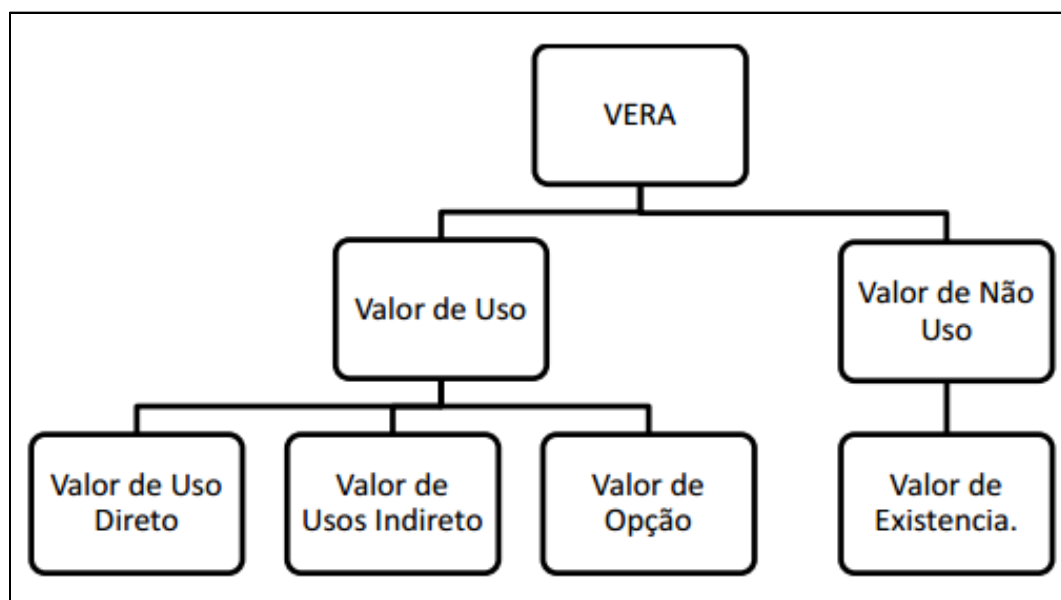 VERA
Valor de Uso
Valor de Não
Uso
Valor de Uso
Direto
Valor de
Usos Indireto
Valor de
Opção
Valor de
Existencia.